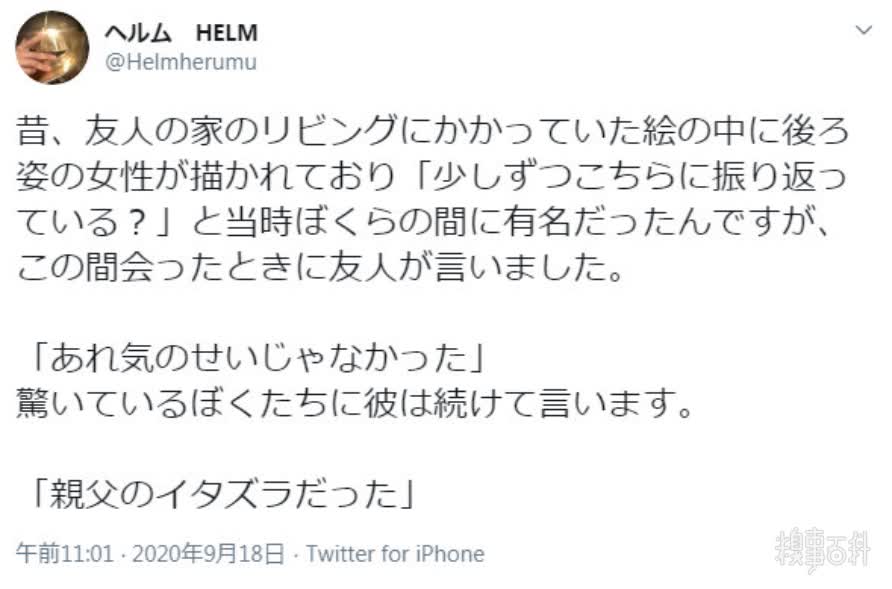 ヘルム　HELM
@Helmherumu
昔、友人の家のリビングにかかっていた絵の中に後ろ
姿の女性が描かれており「少しずつこちらに振り返っ
ている？」と当時ぼくらの間に有名だったんですが、
この間会ったときに友人が言いました。
「あれ気のせいじゃなかった」
驚いているぼくたちに彼は続けて言います。
「親父のイタズラだった」
午前11:01 · 2020年9月18日 · Twitter for iPhone
糗事百科